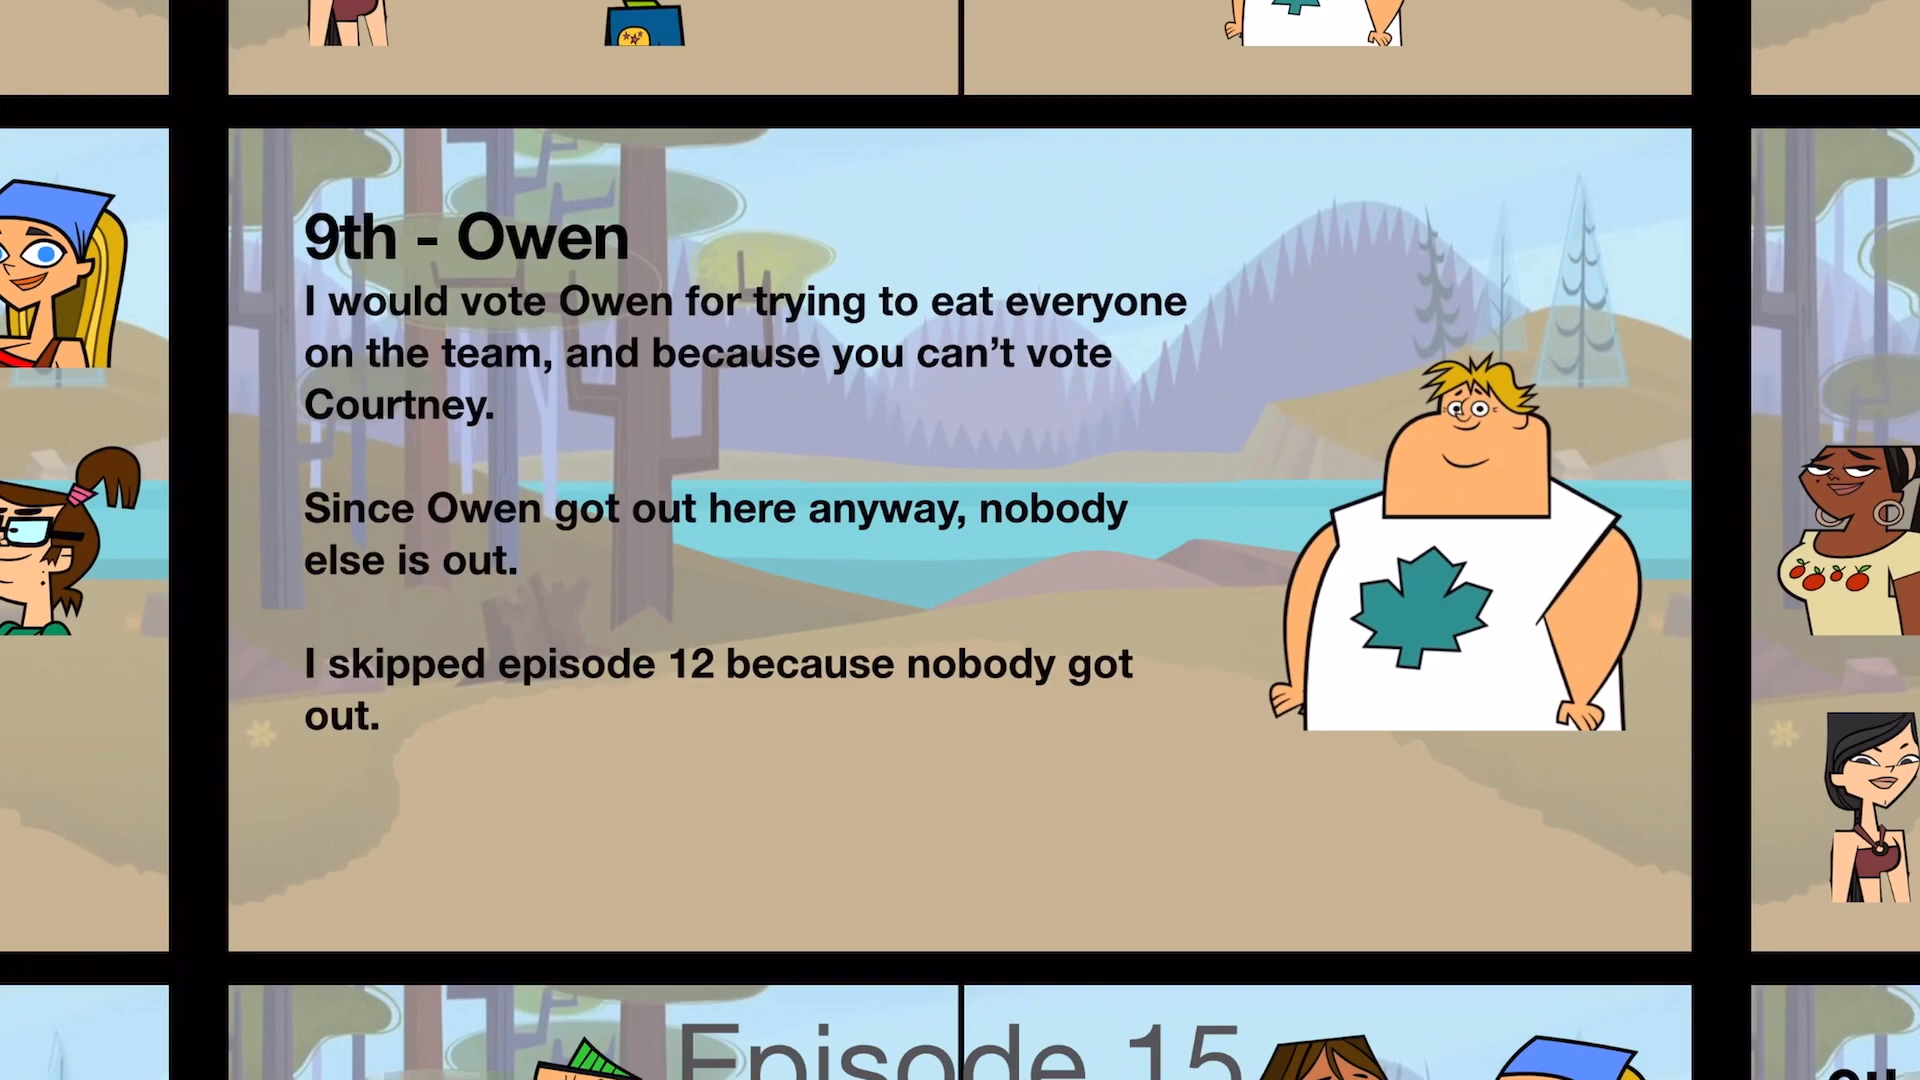 9th - Owen
I would vote Owen for trying to eat everyone
on the team, and because you can’t vote
Courtney.
Since Owen got out here anyway, nobody
else is out.
I skipped episode 12 because nobody got
out.
Episode 15